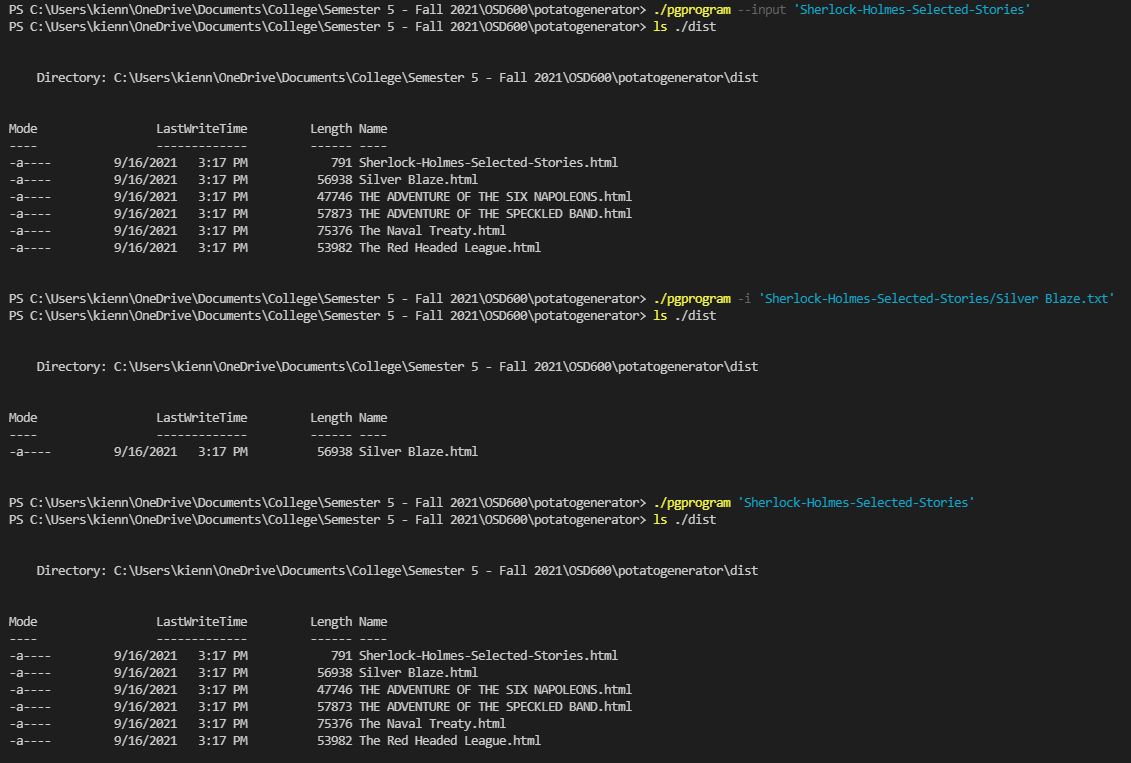 PS C:\Users\kienn\OneDrive\Documents\College\Semester 5 - Fall 2021\OSD600\potatogenerator> ./pgprogram --input 'Sherlock-Holmes-Selected-Stories'
PS C:\Users\kienn\OneDrive\Documents\College\Semester 5 - Fall 2021\OSD600\potatogenerator> ls ./dist
Directory: C:\Users\kienn\OneDrive\Documents\College\Semester 5 - Fall 2021\OSD600\potatogenerator\dist
Mode LastWriteTime Length Name
---- ------------- ------ ----
-a---- 9/16/2021 3:17 PM 791 Sherlock-Holmes-Selected-Stories.html
-a---- 9/16/2021 3:17 PM 56938 Silver Blaze.html
-a---- 9/16/2021 3:17 PM 47746 THE ADVENTURE OF THE SIX NAPOLEONS.html
-a---- 9/16/2021 3:17 PM 57873 THE ADVENTURE OF THE SPECKLED BAND.html
-a---- 9/16/2021 3:17 PM 75376 The Naval Treaty.html
-a---- 9/16/2021 3:17 PM 53982 The Red Headed League.html
PS C:\Users\kienn\OneDrive\Documents\College\Semester 5 - Fall 2021\OSD600\potatogenerator> ./pgprogram -i 'Sherlock-Holmes-Selected-Stories/Silver Blaze.txt'
PS C:\Users\kienn\OneDrive\Documents\College\Semester 5 - Fall 2021\OSD600\potatogenerator> ls ./dist
Directory: C:\Users\kienn\OneDrive\Documents\College\Semester 5 - Fall 2021\OSD600\potatogenerator\dist
Mode LastWriteTime Length Name
---- ------------- ------ ----
-a---- 9/16/2021 3:17 PM 56938 Silver Blaze.html
PS C:\Users\kienn\OneDrive\Documents\College\Semester 5 - Fall 2021\OSD600\potatogenerator> ./pgprogram 'Sherlock-Holmes-Selected-Stories'
PS C:\Users\kienn\OneDrive\Documents\College\Semester 5 - Fall 2021\OSD600\potatogenerator> ls ./dist
Directory: C:\Users\kienn\OneDrive\Documents\College\Semester 5 - Fall 2021\OSD600\potatogenerator\dist
Mode LastWriteTime Length Name
---- ------------- ------ ----
-a---- 9/16/2021 3:17 PM 791 Sherlock-Holmes-Selected-Stories.html
-a---- 9/16/2021 3:17 PM 56938 Silver Blaze.html
-a---- 9/16/2021 3:17 PM 47746 THE ADVENTURE OF THE SIX NAPOLEONS.html
-a---- 9/16/2021 3:17 PM 57873 THE ADVENTURE OF THE SPECKLED BAND.html
-a---- 9/16/2021 3:17 PM 75376 The Naval Treaty.html
-a---- 9/16/2021 3:17 PM 53982 The Red Headed League.html